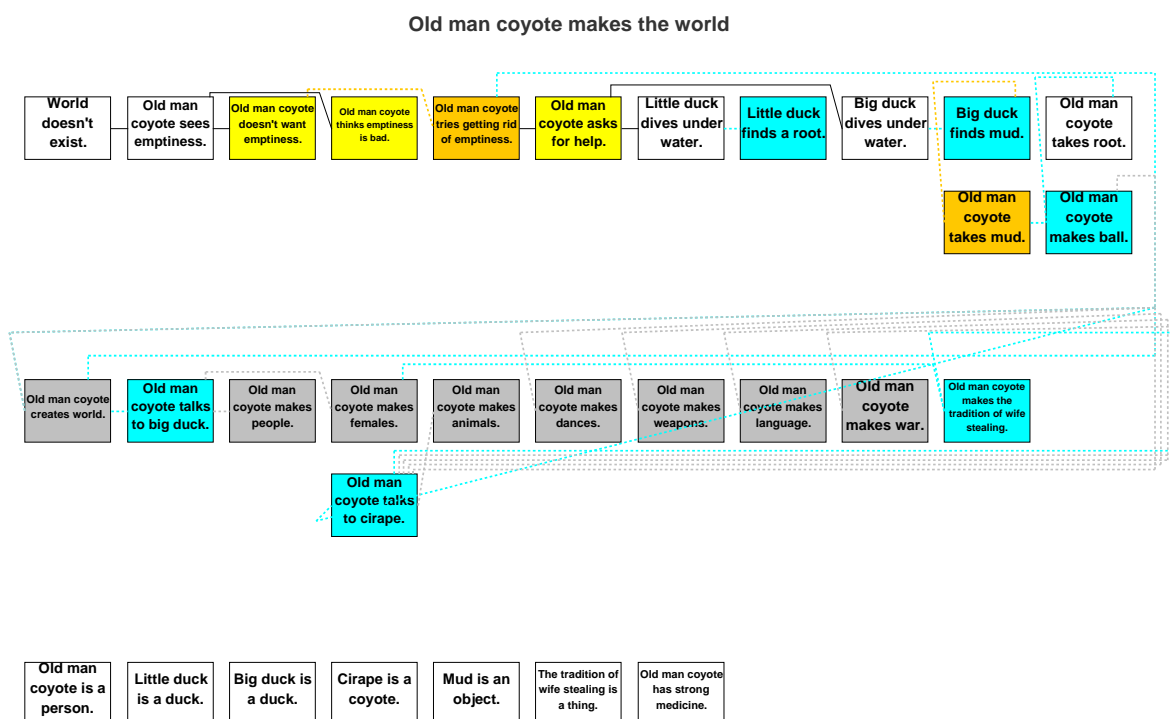 Old man coyote makes the world
World
doesn't
exist.
Old man
coyote sees
emptiness.
Old man coyote
doesn't want
emptiness.
Old man coyote
thinks emptiness
is bad.
Old man coyote
tries getting rid
of emptiness.
Old man
coyote asks
for help.
Little duck
dives under
water.
Little duck
finds a root.
Big duck
dives under
water.
Big duck
finds mud.
Old man
coyote
takes root.
Old man
coyote
takes mud.
Old man
coyote
makes ball.
Old man coyote
creates world.
Old man
coyote talks
to big duck.
Old man
coyote makes
people.
Old man
coyote makes
females.
Old man
coyote makes
animals.
Old man
coyote makes
dances.
Old man
coyote makes
weapons.
Old man
coyote makes
language.
Old man
coyote
makes war.
Old man coyote
makes the
tradition of wife
stealing.
Old man
coyote talks
to cirape.
Old man
coyote is a
person.
Little duck
is a duck.
Big duck is
a duck.
Cirape is a
coyote.
Mud is an
object.
The tradition of
wife stealing is
a thing.
Old man coyote
has strong
medicine.